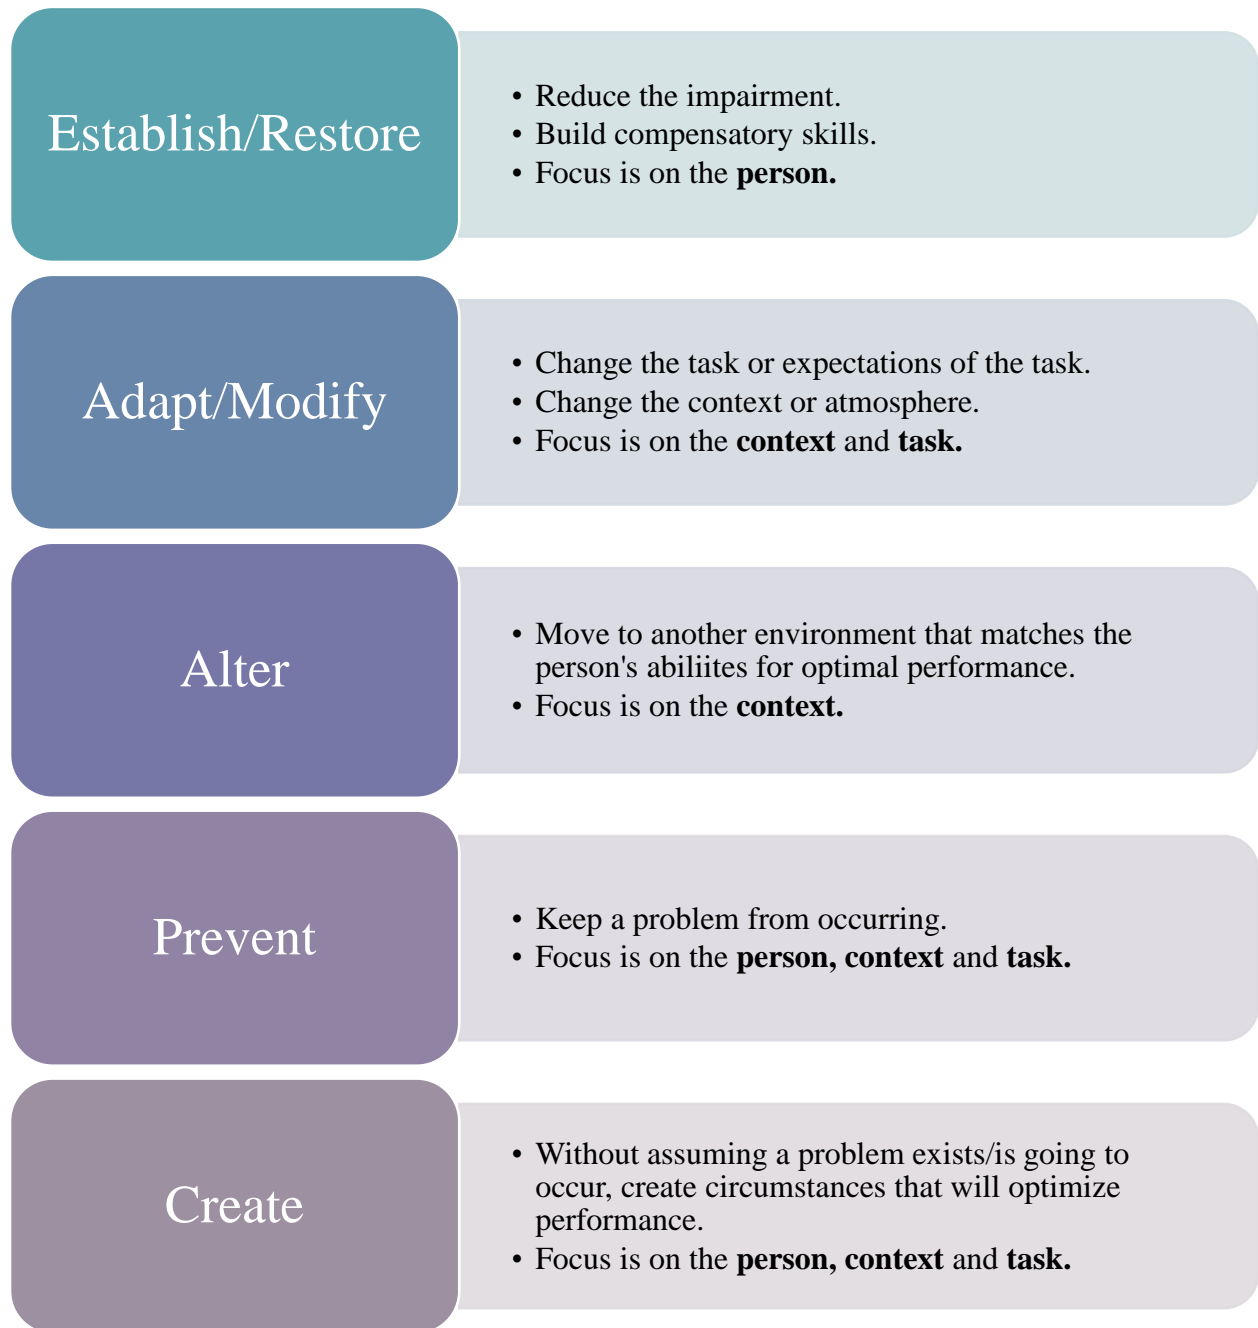 Establish/Restore
• Reduce the impairment.
• Build compensatory skills.
• Focus is on the person.
Adapt/Modify
• Change the task or expectations of the task.
• Change the context or atmosphere.
• Focus is on the context and task.
Alter
• Move to another environment that matches the
person's abiliites for optimal performance.
• Focus is on the context.
Prevent
• Keep a problem from occurring.
• Focus is on the person, context and task.
Create
• Without assuming a problem exists/is going to
occur, create circumstances that will optimize
performance.
• Focus is on the person, context and task.